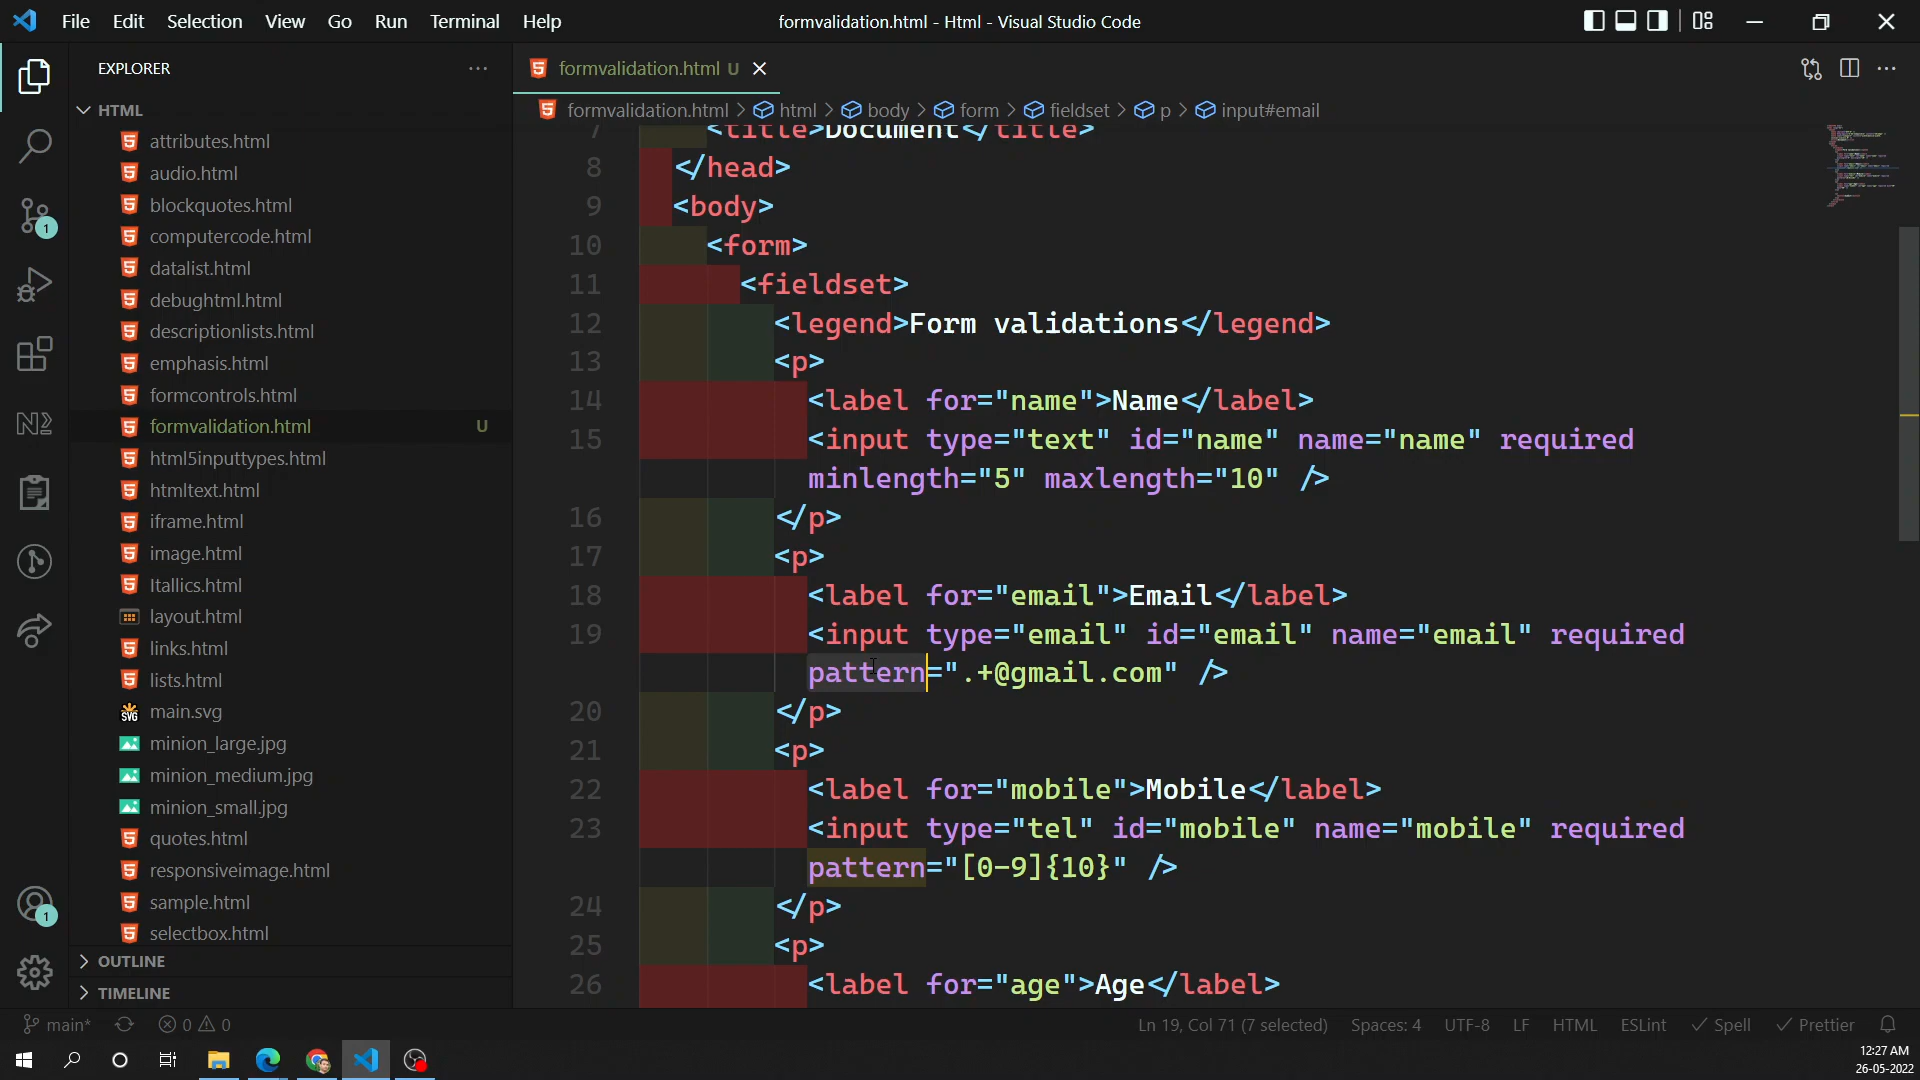 File Edit Selection View Go Run Terminal Help
formvalidation.html - Html - Visual Studio Code
EXPLORER
HTML
attributes.html
audio.html
blockquotes.html
computercode.html
datalist.html
debughtml.html
descriptionlists.html
emphasis.html
formcontrols.html
formvalidation.html U
html5inputtypes.html
htmltext.html
iframe.html
image.html
Itallics.html
layout.html
links.html
lists.html
main.svg
minion_large.jpg
minion_medium.jpg
minion_small.jpg
quotes.html
responsiveimage.html
sample.html
selectbox.html
OUTLINE
TIMELINE
1
1
formvalidation.html U
formvalidation.html > html > body > form > fieldset > p > input#email
7 <title>Document</title>
8 </head>
9 <body>
10 <form>
11 <fieldset>
12 <legend>Form validations</legend>
13 <p>
14 <label for="name">Name</label>
15 <input type="text" id="name" name="name" required
minlength="5" maxlength="10" />
16 </p>
17 <p>
18 <label for="email">Email</label>
19 <input type="email" id="email" name="email" required
pattern=".+@gmail.com" />
20 </p>
21 <p>
22 <label for="mobile">Mobile</label>
23 <input type="tel" id="mobile" name="mobile" required
pattern="[0-9]{10}" />
24 </p>
25 <p>
26 <label for="age">Age</label>
main* 0 0 Ln 19, Col 71 (7 selected) Spaces: 4 UTF-8 LF HTML ESLint Spell Prettier
12:27 AM
26-05-2022